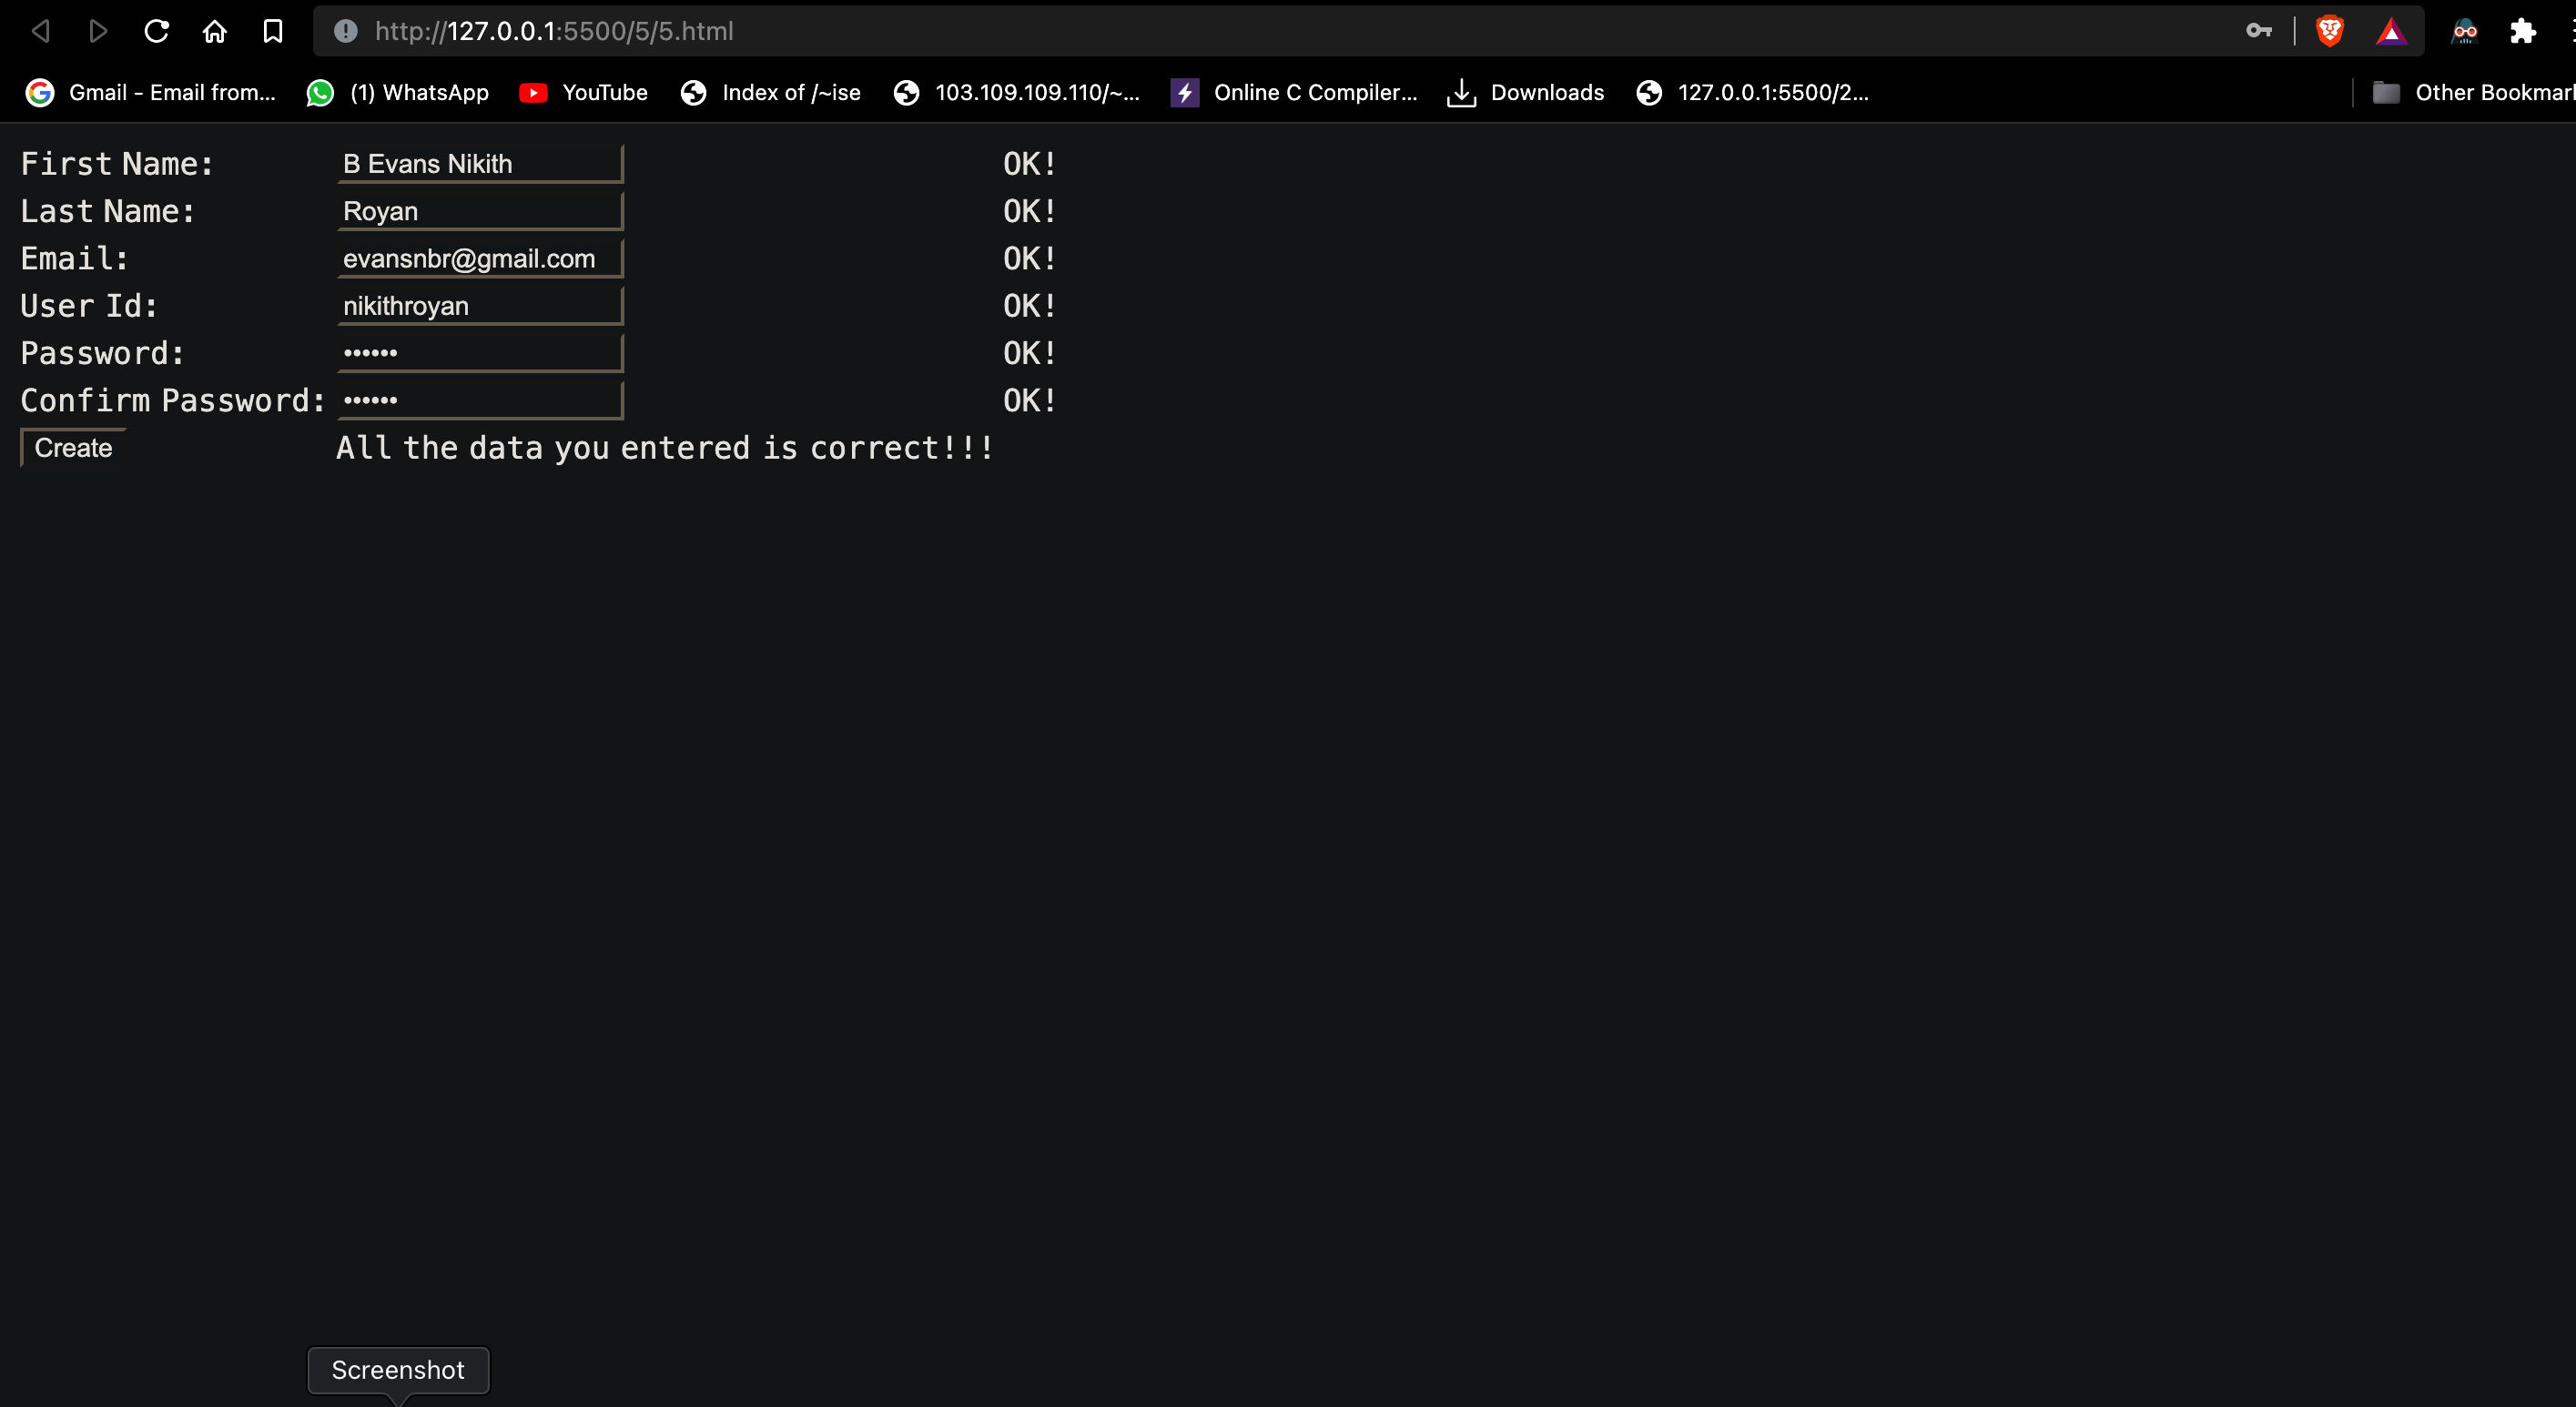 http://127.0.0.1:5500/5/5.html
Gmail - Email from... (1) WhatsApp YouTube Index of /~ise 103.109.109.110/~... Online C Compiler... Downloads 127.0.0.1:5500/2... Other Bookmar
First Name: B Evans Nikith OK!
Last Name: Royan OK!
Email: evansnbr@gmail.com OK!
User Id: nikithroyan OK!
Password: •••••• OK!
Confirm Password: •••••• OK!
Create All the data you entered is correct!!!
Screenshot